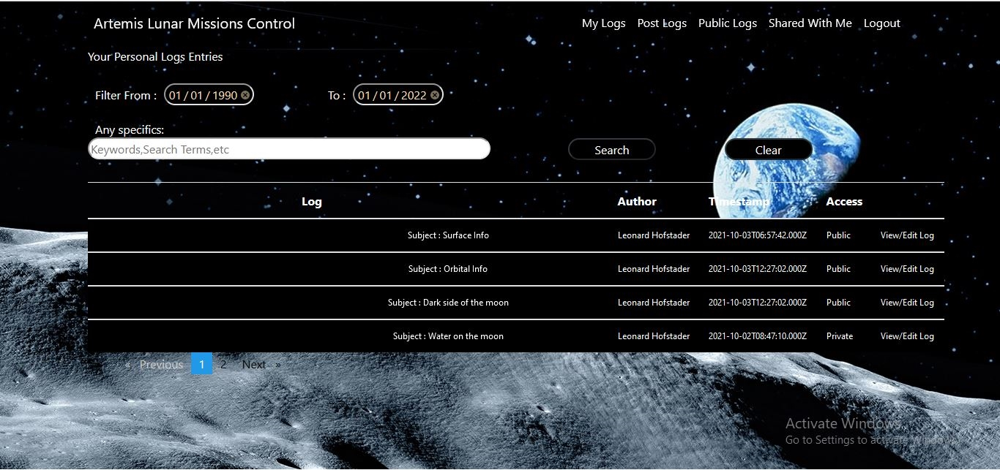 Artemis Lunar Missions Control My Logs Post Logs Public Logs Shared With Me Logout
Your Personal Logs Entries
Filter From : 01/01/1990 To : 01/01/2022
Any specifics:
Keywords,Search Terms,etc Search Clear
Log Author Timestamp Access
Subject : Surface Info Leonard Hofstader 2021-10-03T06:57:42.000Z Public View/Edit Log
Subject : Orbital Info Leonard Hofstader 2021-10-03T12:27:02.000Z Public View/Edit Log
Subject : Dark side of the moon Leonard Hofstader 2021-10-03T12:27:02.000Z Public View/Edit Log
Subject : Water on the moon Leonard Hofstader 2021-10-02T08:47:10.000Z Private View/Edit Log
« Previous 1 2 Next »
Activate Windows
Go to Settings to activate Windows.